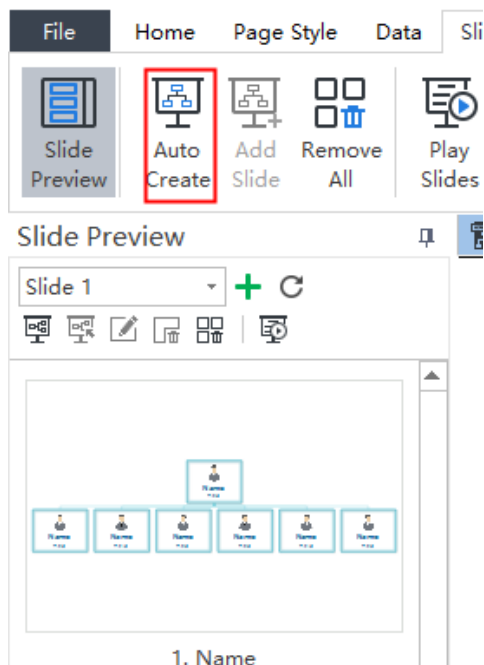 File Home Page Style Data Sli
Slide Preview Auto Create Add Slide Remove All Play Slides
Slide Preview
Slide 1
Name
Name Name Name Name Name Name
1. Name